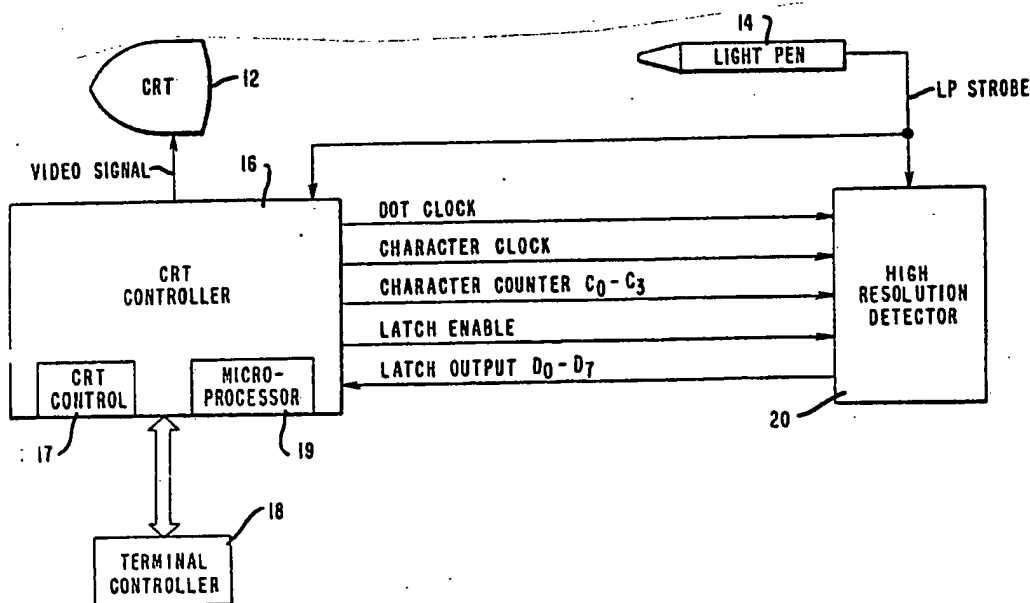 14
LIGHT PEN
CRT
12
LP STROBE
VIDEO SIGNAL
16
DOT CLOCK
CHARACTER CLOCK
CRT
CONTROLLER
CHARACTER COUNTER C0-C3
HIGH
RESOLUTION
DETECTOR
LATCH ENABLE
LATCH OUTPUT D0-D7
CRT
CONTROL
MICRO-
PROCESSOR
20
17
19
18
TERMINAL
CONTROLLER